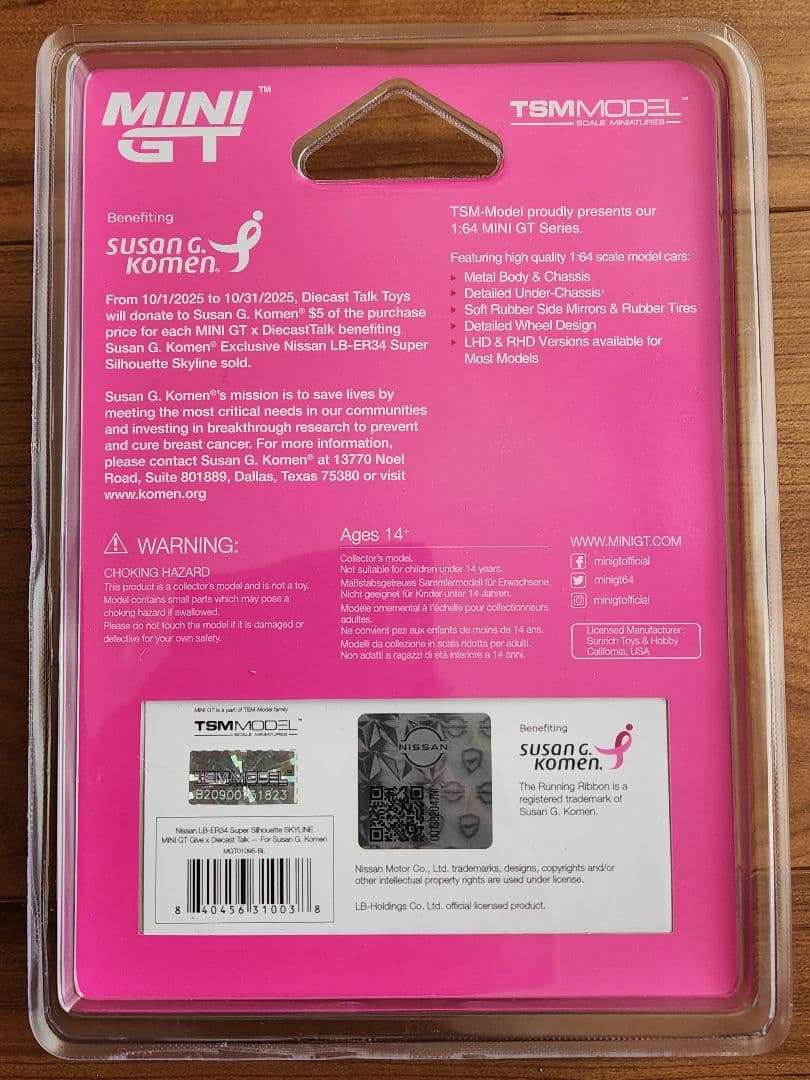 MINI GT™
TSMMODEL™
SCALE MINIATURES
Benefiting
susan G.
komen®
From 10/1/2025 to 10/31/2025, Diecast Talk Toys
will donate to Susan G. Komen® $5 of the purchase
price for each MINI GT x DiecastTalk benefiting
Susan G. Komen® Exclusive Nissan LB-ER34 Super
Silhouette Skyline sold.
Susan G. Komen®'s mission is to save lives by
meeting the most critical needs in our communities
and investing in breakthrough research to prevent
and cure breast cancer. For more information,
please contact Susan G. Komen® at 13770 Noel
Road, Suite 801889, Dallas, Texas 75380 or visit
www.komen.org
TSM-Model proudly presents our
1:64 MINI GT Series.
Featuring high quality 1:64 scale model cars:
Metal Body & Chassis
Detailed Under-Chassis
Soft Rubber Side Mirrors & Rubber Tires
Detailed Wheel Design
LHD & RHD Versions available for
Most Models
WARNING:
CHOKING HAZARD
This product is a collector's model and is not a toy.
Model contains small parts which may pose a
choking hazard if swallowed.
Please do not touch the model if it is damaged or
defective for your own safety.
Ages 14+
Collector's model.
Not suitable for children under 14 years.
Maßstabsgetreues Sammlermodell für Erwachsene.
Nicht geeignet für Kinder unter 14 Jahren.
Modèle ornemental à l'échelle pour collectionneurs
adultes.
Ne convient pas aux enfants de moins de 14 ans.
Modelli da collezione in scala ridotta per adulti.
Non adatti a ragazzi di età inferiore a 14 anni.
WWW.MINIGT.COM
minigtofficial
minigt64
minigtofficial
Licensed Manufacturer:
Sunrich Toys & Hobby
California, USA
MINI GT is a part of TSM-Model family
TSMMODEL™
SCALE MINIATURES
TSMMODEL
Nissan LB-ER34 Super Silhouette SKYLINE
MINI GT Give x Diecast Talk — For Susan G. Komen
MGT01095-BL
8 40456 31003 8
NISSAN
Benefiting
susan G.
komen.
The Running Ribbon is a
registered trademark of
Susan G. Komen.
Nissan Motor Co., Ltd. trademarks, designs, copyrights and/or
other intellectual property rights are used under license.
LB-Holdings Co. Ltd. official licensed product.